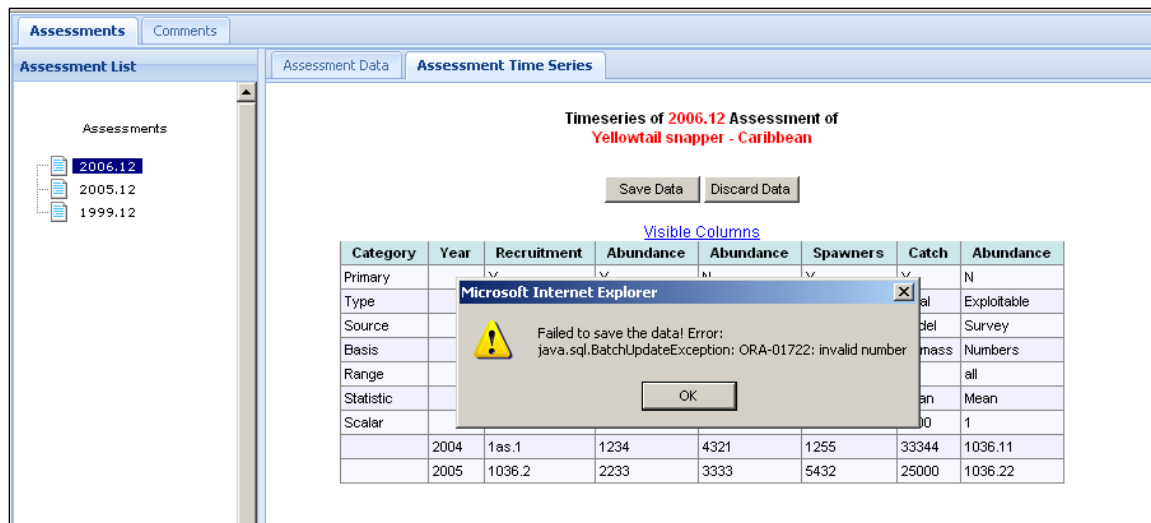 Assessments Comments
Assessment List
Assessment Data Assessment Time Series
Assessments
2006.12
2005.12
1999.12
Timeseries of 2006.12 Assessment of
Yellowtail snapper - Caribbean
Save Data Discard Data
Visible Columns
Category Year Recruitment Abundance Abundance Spawners Catch Abundance
Primary N
Type Exploitable
Source Survey
Basis Numbers
Range all
Statistic Mean
Scalar 1
2004 1as.1 1234 4321 1255 33344 1036.11
2005 1036.2 2233 3333 5432 25000 1036.22
Microsoft Internet Explorer
Failed to save the data! Error:
java.sql.BatchUpdateException: ORA-01722: invalid number
OK